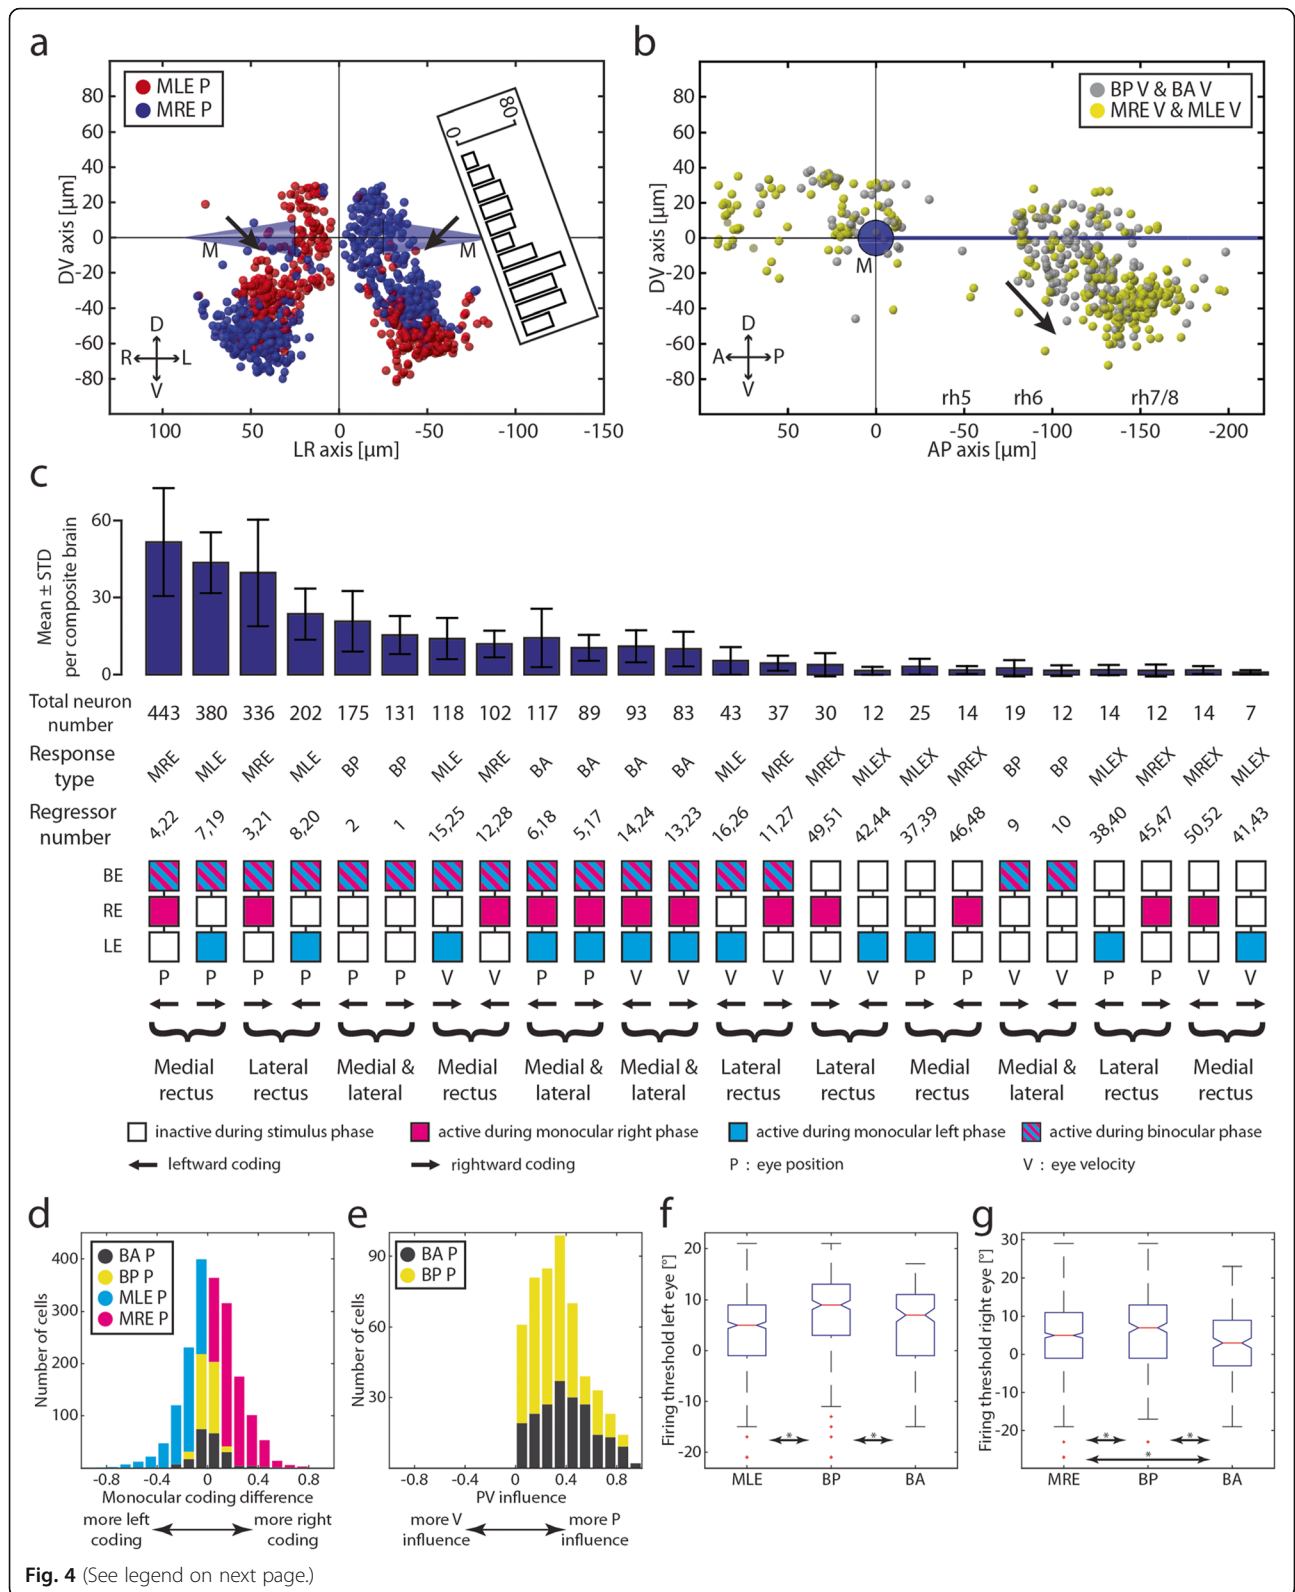 a
MLE P
MRE P
80
60
40
20
0
-20
-40
-60
-80
DV axis [µm]
M
M
0
80
D
R
L
V
100
50
0
-50
-100
-150
LR axis [µm]
b
BP V & BA V
MRE V & MLE V
80
60
40
20
0
-20
-40
-60
-80
DV axis [µm]
M
D
A
P
V
rh5
rh6
rh7/8
50
0
-50
-100
-150
-200
AP axis [µm]
c
Mean ± STD
per composite brain
60
30
0
Total neuron
number
443 380 336 202 175 131 118 102 117 89 93 83 43 37 30 12 25 14 19 12 14 12 14 7
Response
type
MRE MLE MRE MLE BP BP MLE MRE BA BA BA BA MLE MRE MREX MLEX MLEX MREX BP BP MLEX MREX MREX MLEX
Regressor
number
4,22 7,19 3,21 8,20 2 1 15,25 12,28 6,18 5,17 14,24 13,23 16,26 11,27 49,51 42,44 37,39 46,48 9 10 38,40 45,47 50,52 41,43
BE
RE
LE
P P P P P P V V P P V V V V V V P P V V P P V V
Medial Lateral Medial & Medial Medial & Medial & Lateral Lateral Medial Medial & Lateral Medial
rectus rectus lateral rectus lateral lateral rectus rectus rectus lateral rectus rectus
inactive during stimulus phase
active during monocular right phase
active during monocular left phase
active during binocular phase
leftward coding
rightward coding
P : eye position
V : eye velocity
d
BA P
BP P
MLE P
MRE P
400
300
200
100
Number of cells
-0.8 -0.4 0 0.4 0.8
Monocular coding difference
more left
coding
more right
coding
e
BA P
BP P
90
60
30
Number of cells
-0.8 -0.4 0 0.4 0.8
PV influence
more V
influence
more P
influence
f
Firing threshold left eye [°]
20
10
0
-10
-20
*
*
MLE BP BA
g
Firing threshold right eye [°]
30
20
10
0
-10
-20
*
*
*
MRE BP BA
Fig. 4 (See legend on next page.)